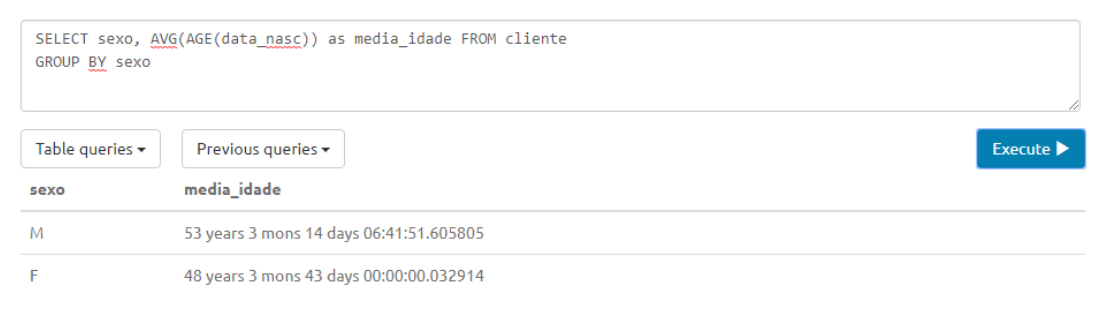 SELECT sexo, AVG(AGE(data_nasc)) as media_idade FROM cliente
GROUP BY sexo
Table queries Previous queries Execute
sexo media_idade
M 53 years 3 mons 14 days 06:41:51.605805
F 48 years 3 mons 43 days 00:00:00.032914